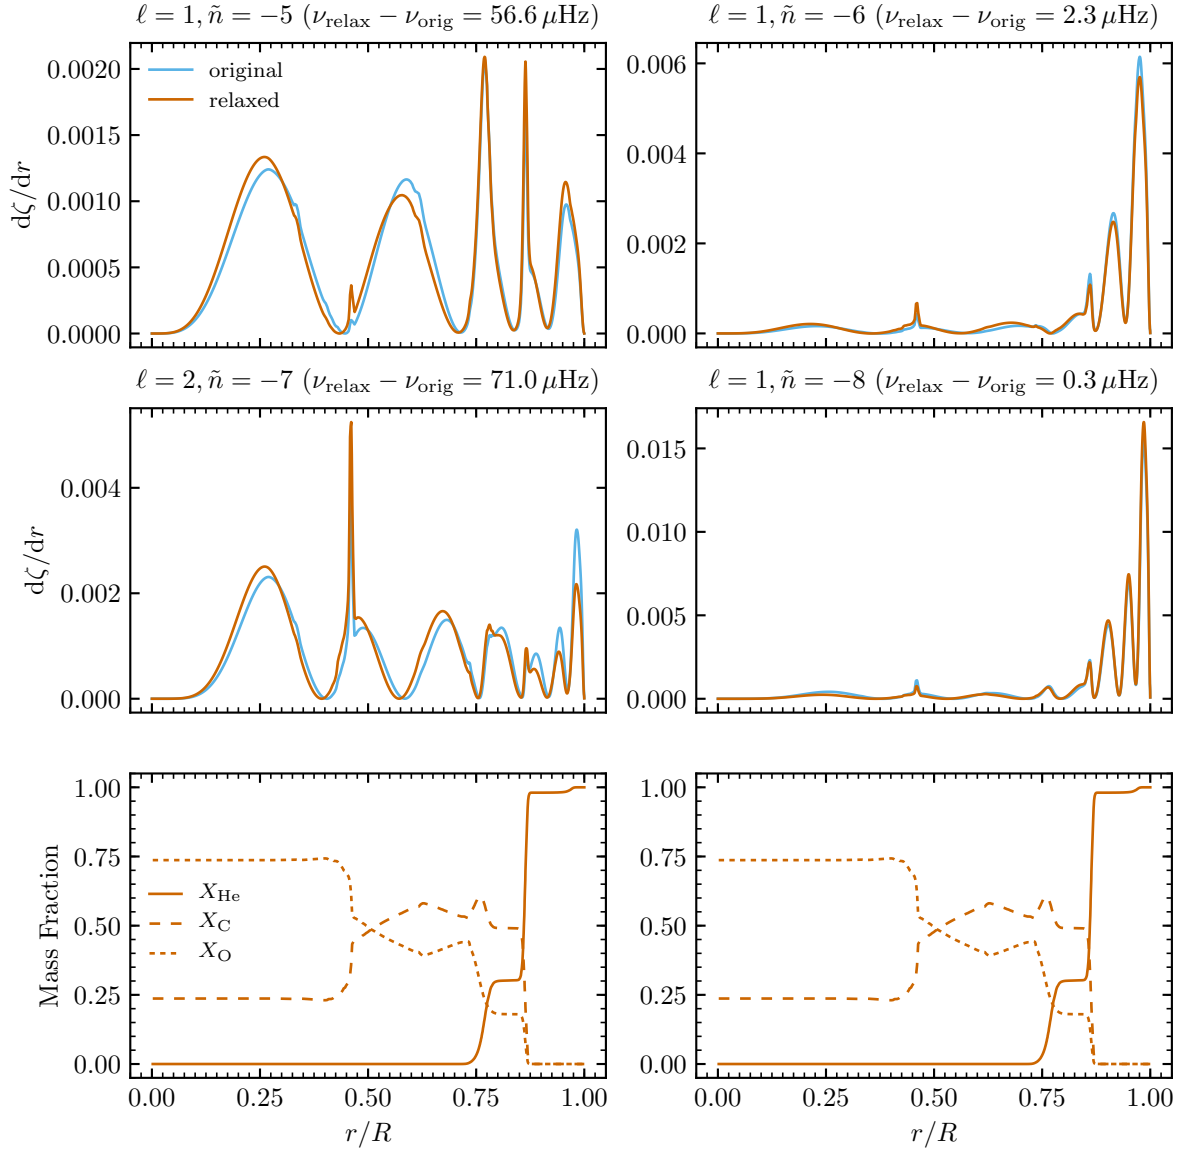 ℓ = 1, ñ = −5 (ν_relax − ν_orig = 56.6 μHz)
0.0020
0.0015
0.0010
0.0005
0.0000
dζ/dr
original
relaxed
ℓ = 1, ñ = −6 (ν_relax − ν_orig = 2.3 μHz)
0.006
0.004
0.002
0.000
ℓ = 2, ñ = −7 (ν_relax − ν_orig = 71.0 μHz)
0.004
0.002
0.000
dζ/dr
ℓ = 1, ñ = −8 (ν_relax − ν_orig = 0.3 μHz)
0.015
0.010
0.005
0.000
1.00
0.75
0.50
0.25
0.00
Mass Fraction
X_He
X_C
X_O
0.00 0.25 0.50 0.75 1.00
r/R
1.00
0.75
0.50
0.25
0.00
0.00 0.25 0.50 0.75 1.00
r/R